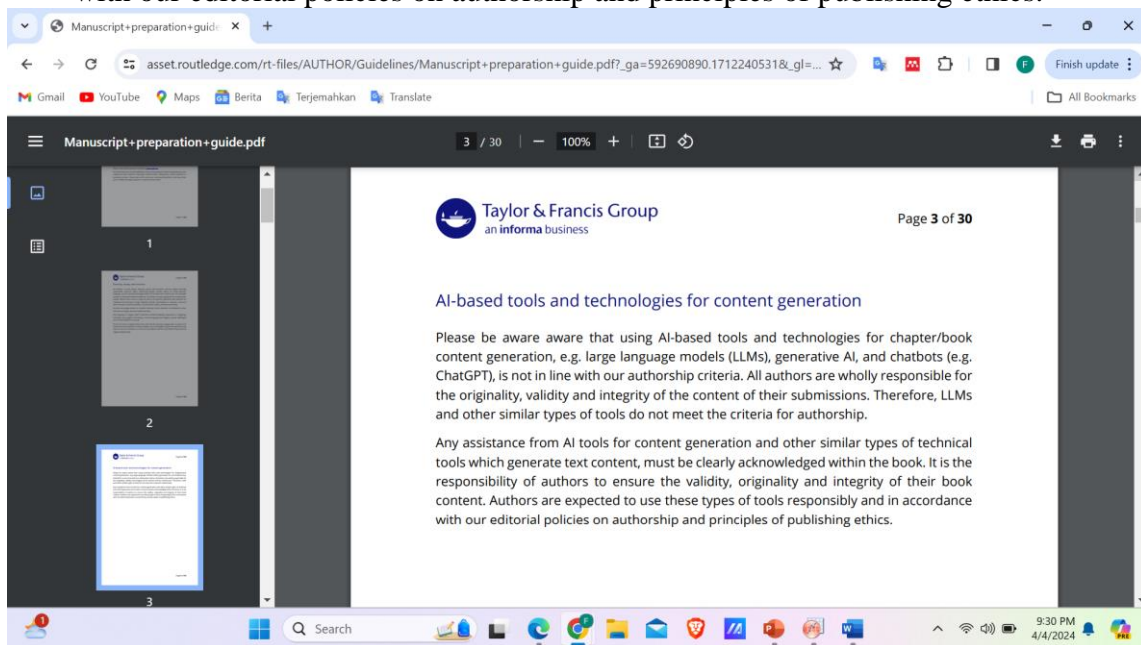 with our editorial policies on authorship and principles of publishing ethics.
Manuscript+preparation+guide
asset.routledge.com/rt-files/AUTHOR/Guidelines/Manuscript+preparation+guide.pdf?_ga=592690890.1712240531&_gl=...
Finish update
Gmail YouTube Maps Berita Terjemahkan Translate
All Bookmarks
Manuscript+preparation+guide.pdf
3 / 30
100%
1
2
3
Taylor & Francis Group
an informa business
Page 3 of 30
AI-based tools and technologies for content generation
Please be aware aware that using AI-based tools and technologies for chapter/book
content generation, e.g. large language models (LLMs), generative AI, and chatbots (e.g.
ChatGPT), is not in line with our authorship criteria. All authors are wholly responsible for
the originality, validity and integrity of the content of their submissions. Therefore, LLMs
and other similar types of tools do not meet the criteria for authorship.
Any assistance from AI tools for content generation and other similar types of technical
tools which generate text content, must be clearly acknowledged within the book. It is the
responsibility of authors to ensure the validity, originality and integrity of their book
content. Authors are expected to use these types of tools responsibly and in accordance
with our editorial policies on authorship and principles of publishing ethics.
Search
9:30 PM
4/4/2024